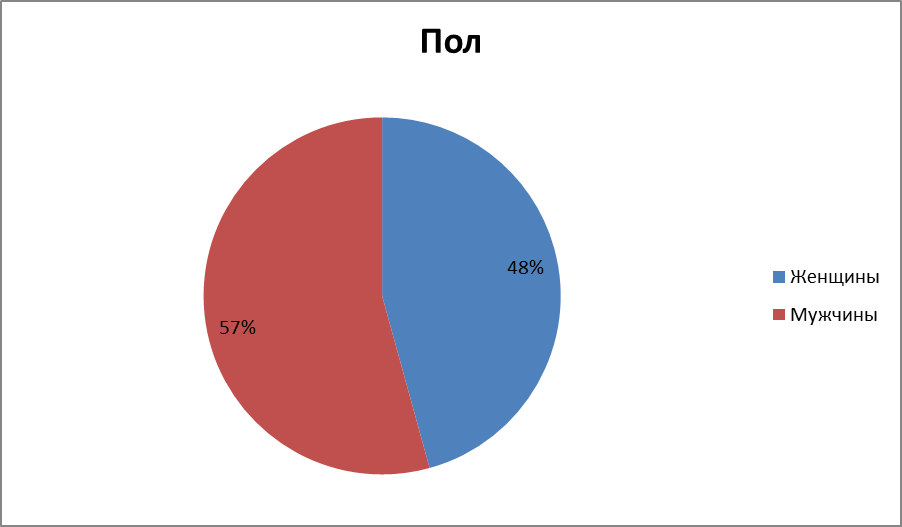 Пол
48%
57%
Женщины
Мужчины